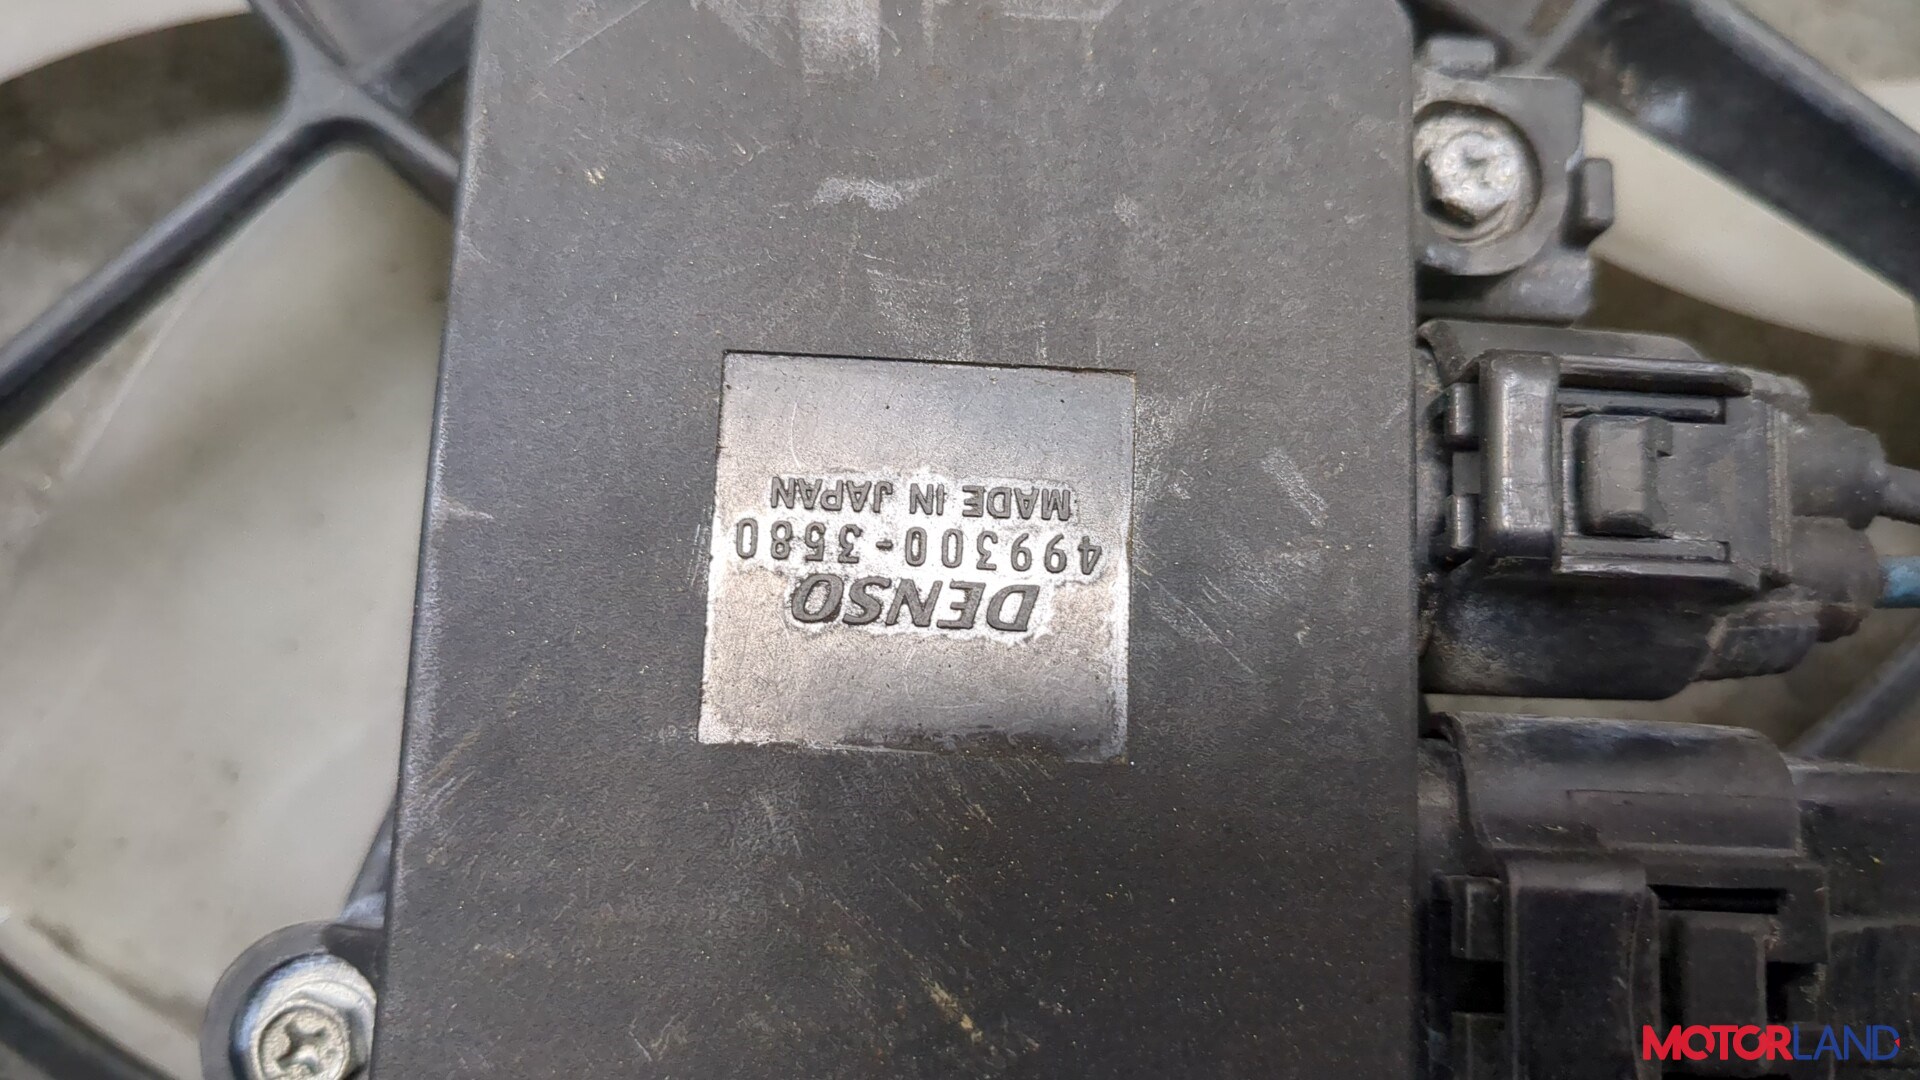 DENSO
499300-3580
MADE IN JAPAN
MOTORLAND